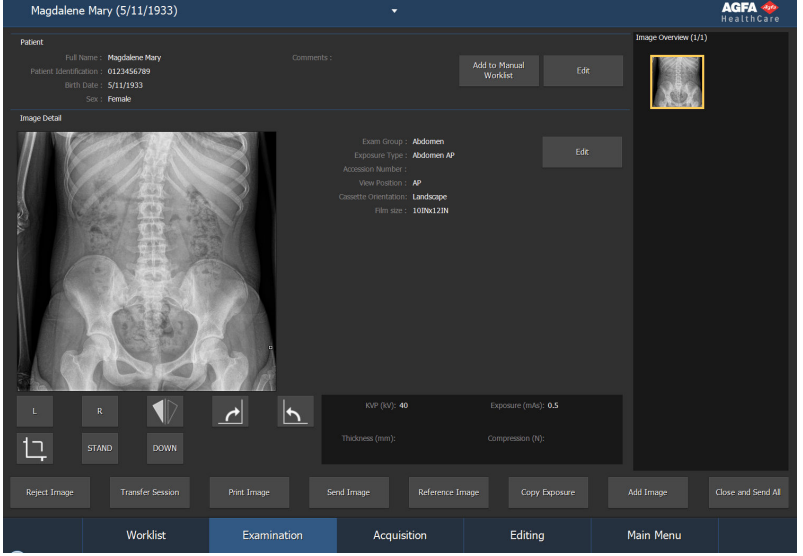 Magdalene Mary (5/11/1933)
AGFA
HealthCare
Patient
Full Name : Magdalene Mary
Patient Identification : 0123456789
Birth Date : 5/11/1933
Sex : Female
Comments :
Add to Manual
Worklist
Edit
Image Overview (1/1)
Image Detail
Exam Group : Abdomen
Exposure Type : Abdomen AP
Accession Number :
View Position : AP
Cassette Orientation: Landscape
Film size : 10INx12IN
Edit
L
R
STAND
DOWN
KVP (kV): 40
Exposure (mAs): 0.5
Thickness (mm):
Compression (N):
Reject Image
Transfer Session
Print Image
Send Image
Reference Image
Copy Exposure
Add Image
Close and Send All
Worklist
Examination
Acquisition
Editing
Main Menu